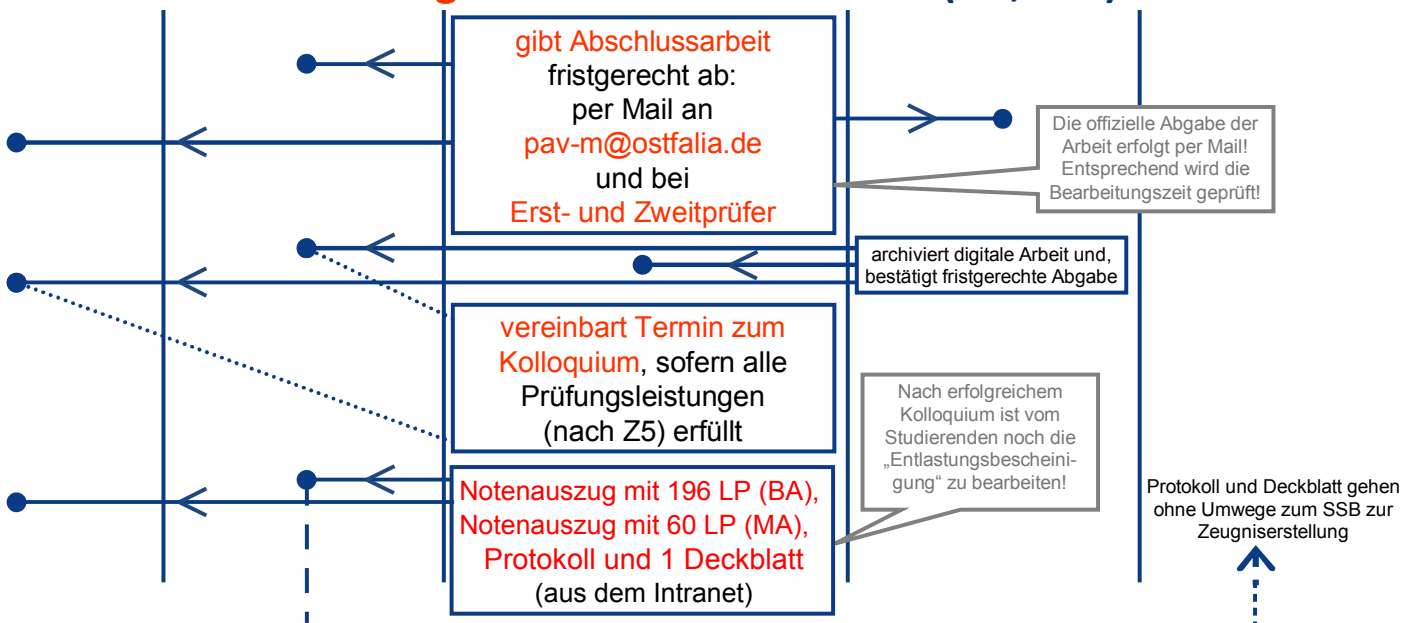 gibt Abschlussarbeit
fristgerecht ab:
per Mail an
pav-m@ostfalia.de
und bei
Erst- und Zweitprüfer
Die offizielle Abgabe der
Arbeit erfolgt per Mail!
Entsprechend wird die
Bearbeitungszeit geprüft!
archiviert digitale Arbeit und,
bestätigt fristgerechte Abgabe
vereinbart Termin zum
Kolloquium, sofern alle
Prüfungsleistungen
(nach Z5) erfüllt
Nach erfolgreichem
Kolloquium ist vom
Studierenden noch die
„Entlastungsbescheini-
gung“ zu bearbeiten!
Notenauszug mit 196 LP (BA),
Notenauszug mit 60 LP (MA),
Protokoll und 1 Deckblatt
(aus dem Intranet)
Protokoll und Deckblatt gehen
ohne Umwege zum SSB zur
Zeugniserstellung